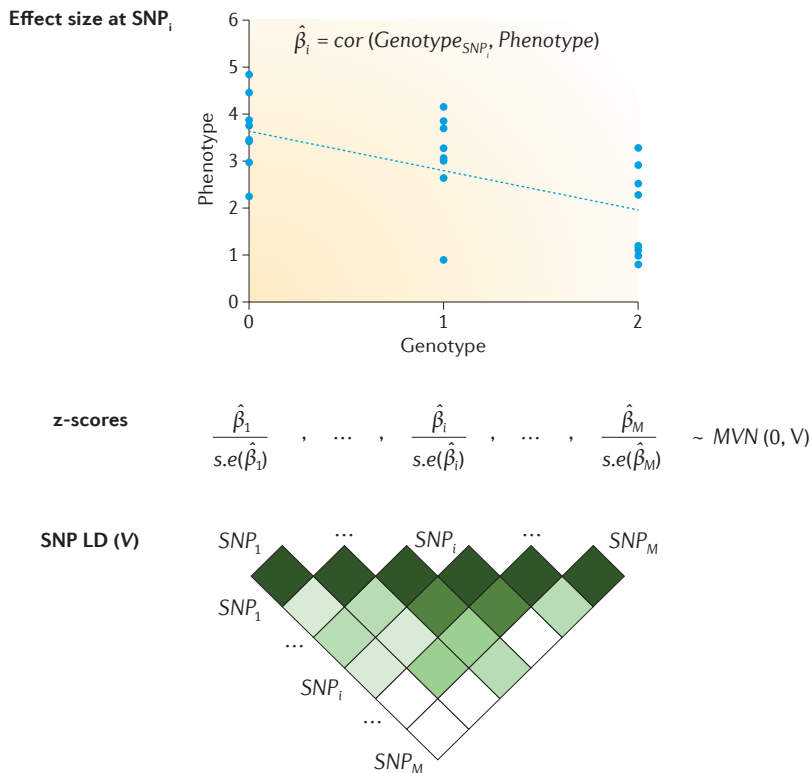 Effect size at SNPᵢ
β̂ᵢ = cor (Genotype_SNPᵢ, Phenotype)
Phenotype
6
5
4
3
2
1
0
0 1 2
Genotype
z-scores
β̂₁ / s.e(β̂₁) , ... , β̂ᵢ / s.e(β̂ᵢ) , ... , β̂_M / s.e(β̂_M) ~ MVN (0, V)
SNP LD (V)
SNP₁ ... SNPᵢ ... SNP_M
SNP₁
...
SNPᵢ
...
SNP_M